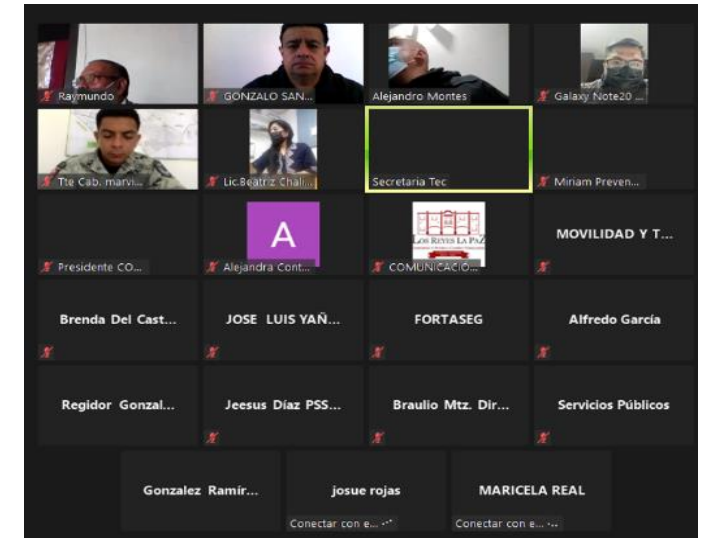 Raymundo
GONZALO SAN...
Alejandro Montes
Galaxy Note20 ...
Tte Cab. marvi...
Lic.Beatriz Chali...
Secretaria Tec
Miriam Preven...
Presidente CO...
A
Alejandra Cont...
LOS REYES LA PAZ
COMUNICACIÓ...
MOVILIDAD Y T...
Brenda Del Cast...
JOSE LUIS YAÑ...
FORTASEG
Alfredo García
Regidor Gonzal...
Jeesus Díaz PSS...
Braulio Mtz. Dir...
Servicios Públicos
Gonzalez Ramír...
josue rojas
Conectar con e...
MARICELA REAL
Conectar con e...